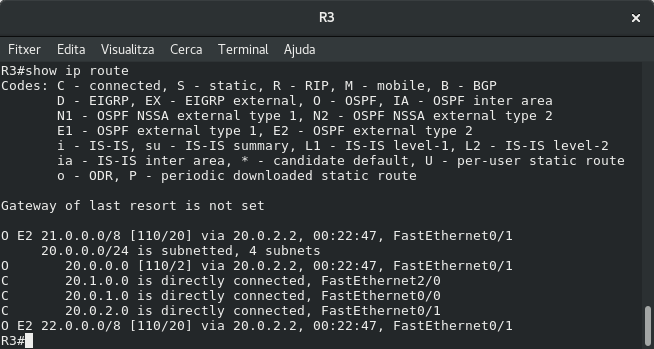 R3
Fitxer Edita Visualitza Cerca Terminal Ajuda
R3#show ip route
Codes: C - connected, S - static, R - RIP, M - mobile, B - BGP
       D - EIGRP, EX - EIGRP external, O - OSPF, IA - OSPF inter area
       N1 - OSPF NSSA external type 1, N2 - OSPF NSSA external type 2
       E1 - OSPF external type 1, E2 - OSPF external type 2
       i - IS-IS, su - IS-IS summary, L1 - IS-IS level-1, L2 - IS-IS level-2
       ia - IS-IS inter area, * - candidate default, U - per-user static route
       o - ODR, P - periodic downloaded static route

Gateway of last resort is not set

O E2 21.0.0.0/8 [110/20] via 20.0.2.2, 00:22:47, FastEthernet0/1
     20.0.0.0/24 is subnetted, 4 subnets
O       20.0.0.0 [110/2] via 20.0.2.2, 00:22:47, FastEthernet0/1
C       20.1.0.0 is directly connected, FastEthernet2/0
C       20.0.1.0 is directly connected, FastEthernet0/0
C       20.0.2.0 is directly connected, FastEthernet0/1
O E2 22.0.0.0/8 [110/20] via 20.0.2.2, 00:22:47, FastEthernet0/1
R3#